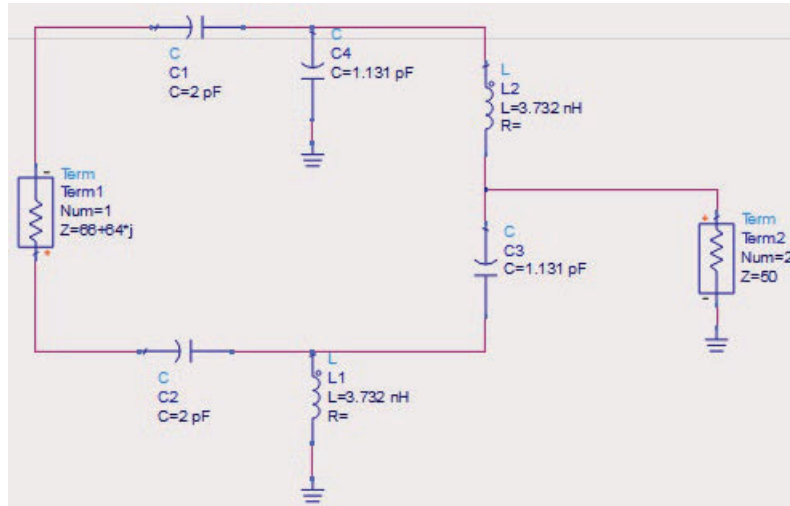 C
C1
C=2 pF
C
C4
C=1.131 pF
L
L2
L=3.732 nH
R=
Term
Term1
Num=1
Z=66+64*j
C
C3
C=1.131 pF
Term
Term2
Num=2
Z=50
C
C2
C=2 pF
L
L1
L=3.732 nH
R=